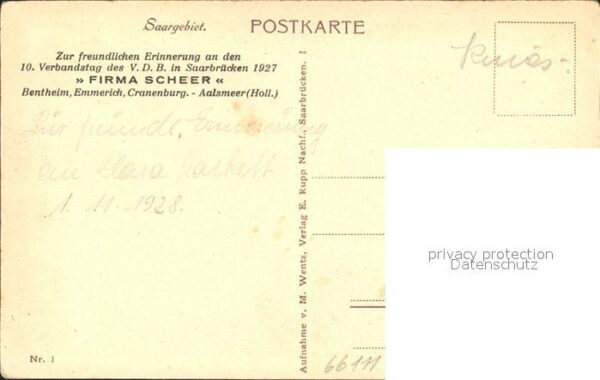 Saargebiet. POSTKARTE
Zur freundlichen Erinnerung an den
10. Verbandstag des V. D. B. in Saarbrücken 1927
» FIRMA SCHEER «
Bentheim, Emmerich, Cranenburg. - Aalsmeer (Holl.)
Zur freundl. Erinnerung
an Clara
1. 11. 1928.
Aufnahme v. M. Wentz, Verlag E. Rupp Nachf., Saarbrücken. 1
privacy protection
Datenschutz
Nr. 1
66111